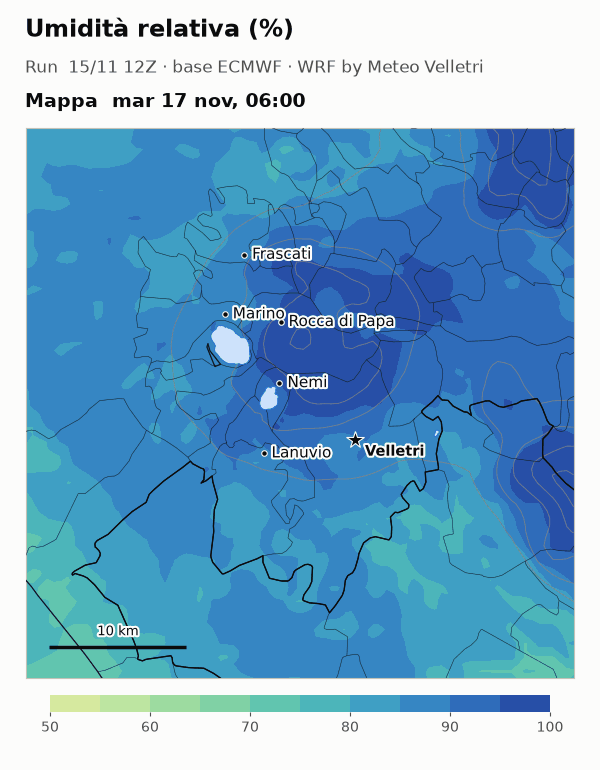 Umidità relativa (%)
Run  15/11 12Z · base ECMWF · WRF by Meteo Velletri
Mappa  mar 17 nov, 06:00
Frascati
Marino
Rocca di Papa
Nemi
Velletri
Lanuvio
10 km
50 60 70 80 90 100